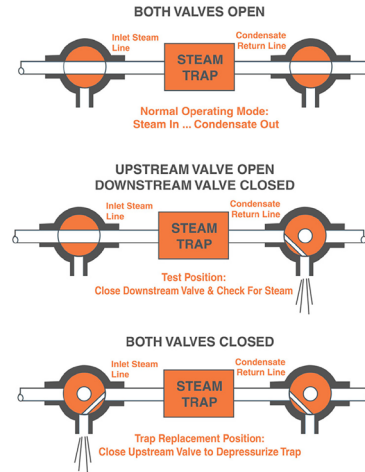 BOTH VALVES OPEN
Inlet Steam
Line
STEAM
TRAP
Condensate
Return Line
Normal Operating Mode:
Steam In ... Condensate Out
UPSTREAM VALVE OPEN
DOWNSTREAM VALVE CLOSED
Inlet Steam
Line
STEAM
TRAP
Condensate
Return Line
Test Position:
Close Downstream Valve & Check For Steam
BOTH VALVES CLOSED
Inlet Steam
Line
STEAM
TRAP
Condensate
Return Line
Trap Replacement Position:
Close Upstream Valve to Depressurize Trap